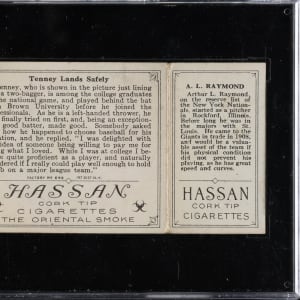 Tenney Lands Safely
enney, who is shown in the picture just lining
a two-bagger, is among the college graduates
the national game, and played behind the bat
Brown University before he joined the
essionals. As he is a left-handed thrower, he
finally tried on first, and, being an exception-
good batter, made good. Somebody asked
how he happened to choose baseball for his
ation, and he replied, "I was delighted with
idea of someone being willing to pay me for
g what I loved. While I was at college I be-
quite proficient as a player, and naturally
dered if I really could play well enough to hold
b on a major league team."
HASSAN
CORK TIP
CIGARETTES
THE ORIENTAL SMOKE
A. L. RAYMOND
Arthur L. Raymond,
on the reserve list of
the New York Nation-
als, started as a pitcher
in Rockford, Illinois.
Before long he was in
the majors with St.
Louis. He came to the
Giants in trade in 1908,
and would be a valu-
able asset of the team if
his physical condition
did not prevent his
playing, as he has great
speed and curves.
HASSAN
CORK TIP
CIGARETTES